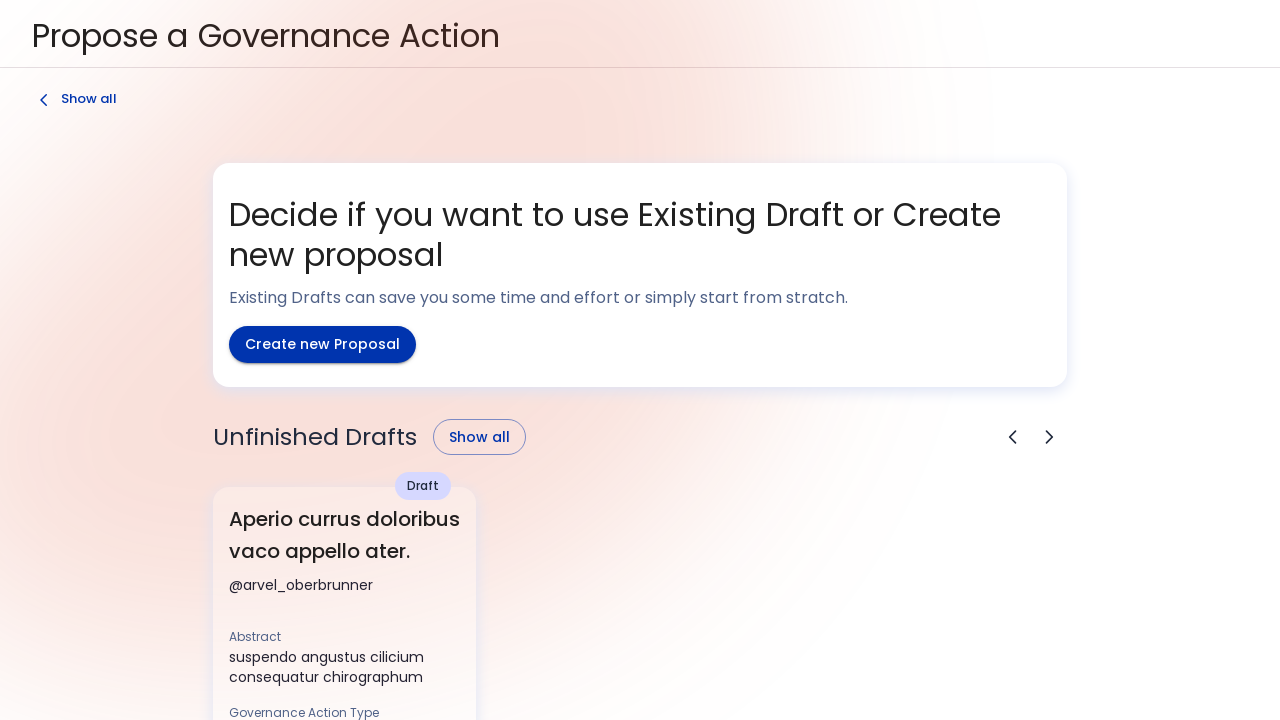 Propose a Governance Action
Show all
Decide if you want to use Existing Draft or Create
new proposal
Existing Drafts can save you some time and effort or simply start from stratch.
Create new Proposal
Unfinished Drafts
Show all
Draft
Aperio currus doloribus
vaco appello ater.
@arvel_oberbrunner
Abstract
suspendo angustus cilicium
consequatur chirographum
Governance Action Type